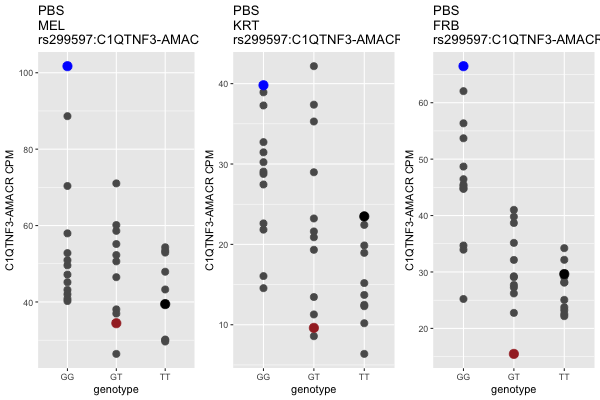 PBS
MEL
rs299597:C1QTNF3-AMAC
C1QTNF3-AMACR CPM
100
80
60
40
GG GT TT
genotype
PBS
KRT
rs299597:C1QTNF3-AMACR
C1QTNF3-AMACR CPM
40
30
20
10
GG GT TT
genotype
PBS
FRB
rs299597:C1QTNF3-AMACR
C1QTNF3-AMACR CPM
60
50
40
30
20
GG GT TT
genotype